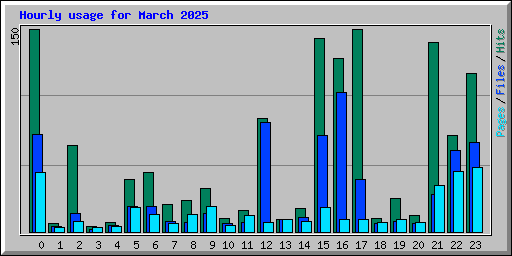 Hourly usage for March 2025
150
Pages / Files / Hits
0 1 2 3 4 5 6 7 8 9 10 11 12 13 14 15 16 17 18 19 20 21 22 23